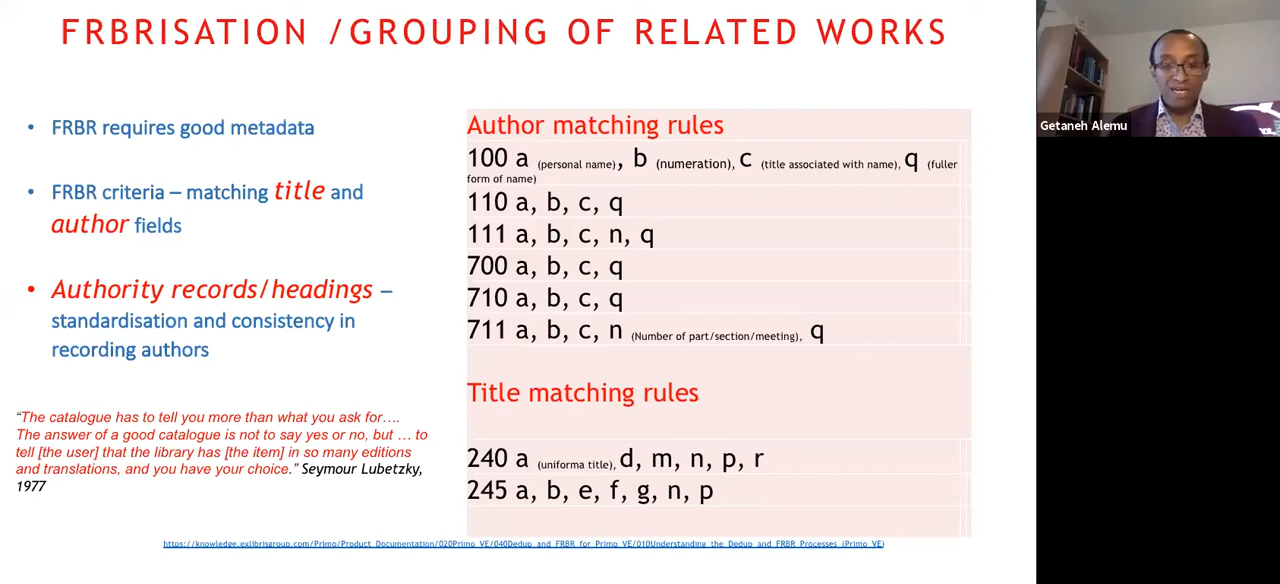 FRBRISATION /GROUPING OF RELATED WORKS
• FRBR requires good metadata
• FRBR criteria – matching title and
author fields
• Authority records/headings –
standardisation and consistency in
recording authors
“The catalogue has to tell you more than what you ask for….
The answer of a good catalogue is not to say yes or no, but … to
tell [the user] that the library has [the item] in so many editions
and translations, and you have your choice.” Seymour Lubetzky,
1977
Author matching rules
100 a (personal name), b (numeration), c (title associated with name), q (fuller
form of name)
110 a, b, c, q
111 a, b, c, n, q
700 a, b, c, q
710 a, b, c, q
711 a, b, c, n (Number of part/section/meeting), q
Title matching rules
240 a (uniforma title), d, m, n, p, r
245 a, b, e, f, g, n, p
https://knowledge.exlibrisgroup.com/Primo/Product_Documentation/020Primo_VE/040Dedup_and_FRBR_for_Primo_VE/010Understanding_the_Dedup_and_FRBR_Processes_(Primo_VE)
Getaneh Alemu